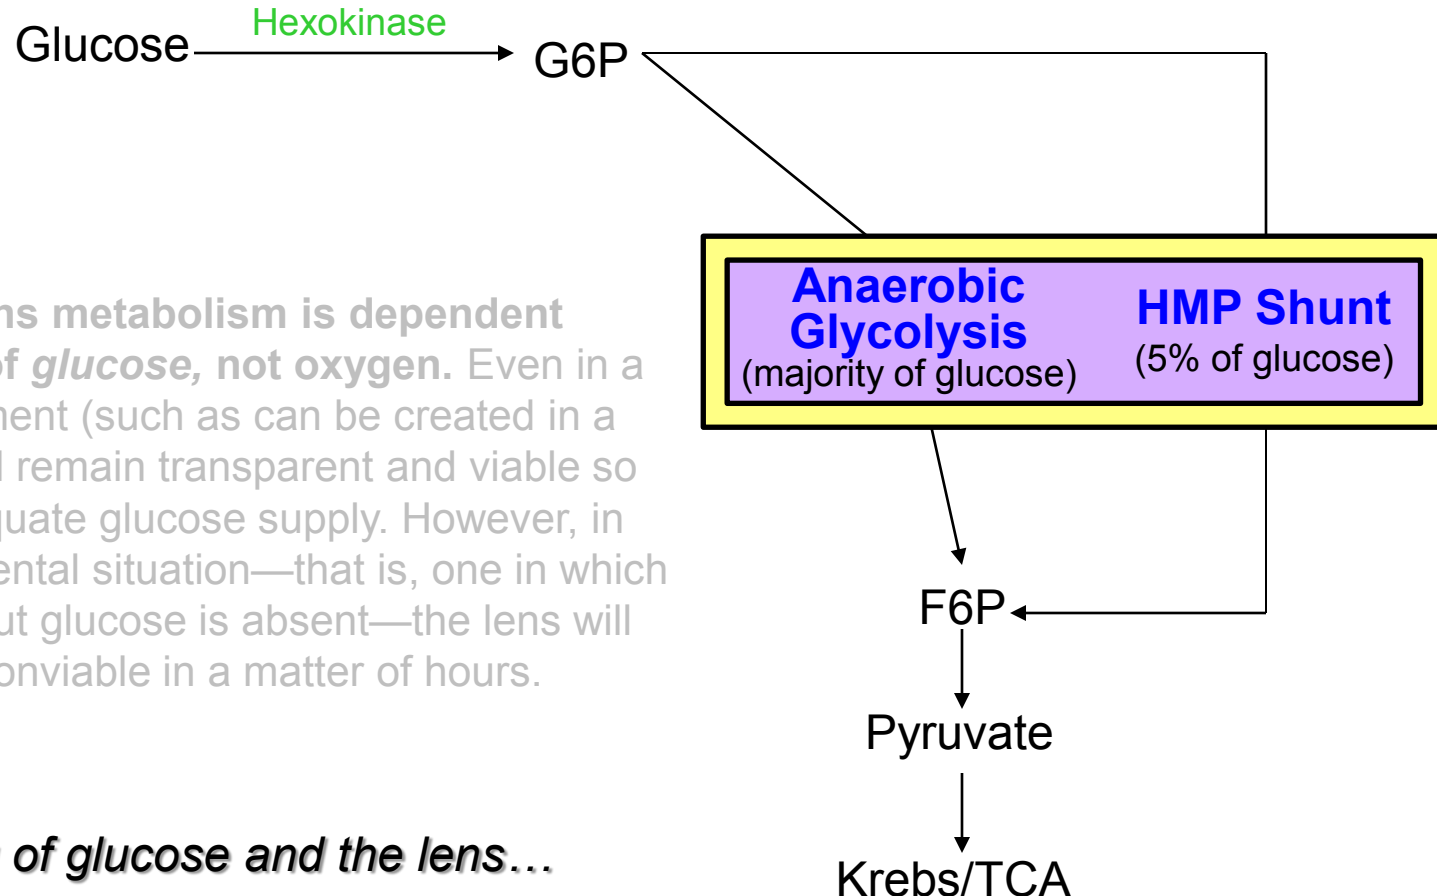 Hexokinase
Glucose
G6P
Anaerobic
Glycolysis
(majority of glucose)
HMP Shunt
(5% of glucose)
ns metabolism is dependent
of glucose, not oxygen. Even in a
ment (such as can be created in a
l remain transparent and viable so
quate glucose supply. However, in
ental situation—that is, one in which
ut glucose is absent—the lens will
onviable in a matter of hours.
F6P
Pyruvate
of glucose and the lens…
Krebs/TCA